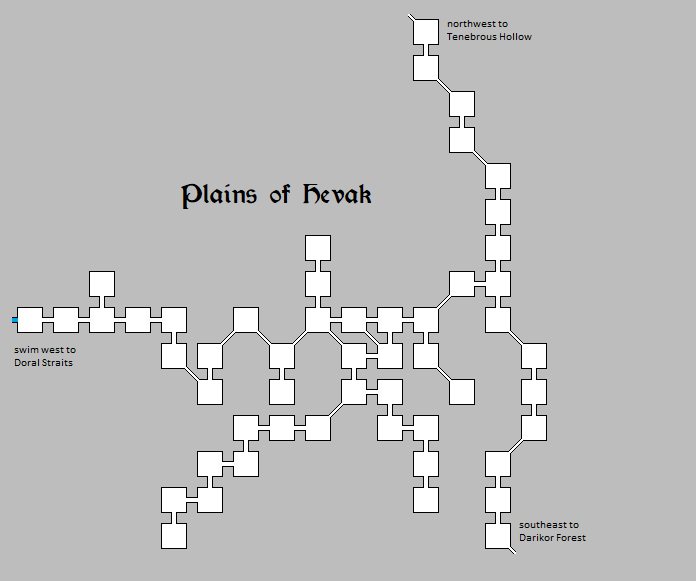 northwest to
Tenebrous Hollow
Plains of Hevak
swim west to
Doral Straits
southeast to
Darikor Forest